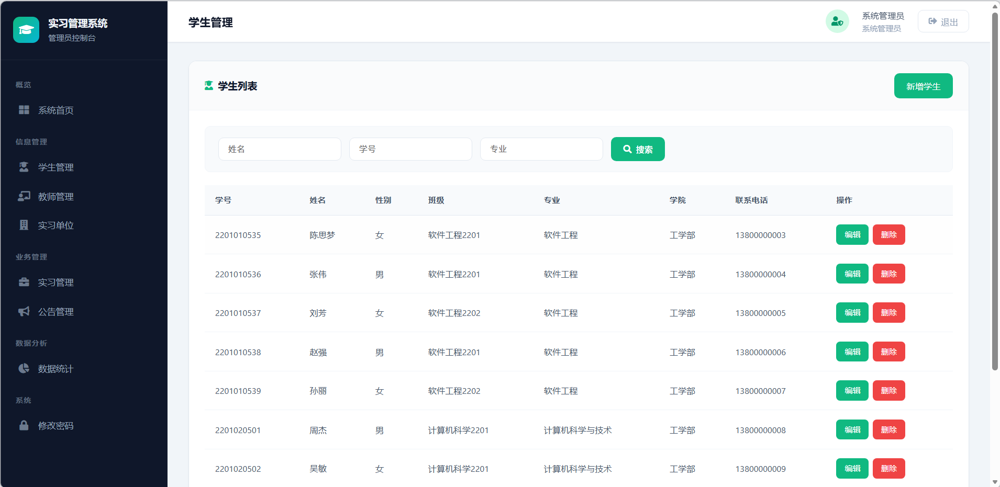 实习管理系统
管理员控制台
概览
系统首页
信息管理
学生管理
教师管理
实习单位
业务管理
实习管理
公告管理
数据分析
数据统计
系统
修改密码
学生管理
系统管理员
系统管理员
退出
学生列表
新增学生
姓名 学号 专业 搜索
学号 姓名 性别 班级 专业 学院 联系电话 操作
2201010535 陈思梦 女 软件工程2201 软件工程 工学部 13800000003 编辑 删除
2201010536 张伟 男 软件工程2201 软件工程 工学部 13800000004 编辑 删除
2201010537 刘芳 女 软件工程2202 软件工程 工学部 13800000005 编辑 删除
2201010538 赵强 男 软件工程2201 软件工程 工学部 13800000006 编辑 删除
2201010539 孙丽 女 软件工程2202 软件工程 工学部 13800000007 编辑 删除
2201020501 周杰 男 计算机科学2201 计算机科学与技术 工学部 13800000008 编辑 删除
2201020502 吴敏 女 计算机科学2201 计算机科学与技术 工学部 13800000009 编辑 删除